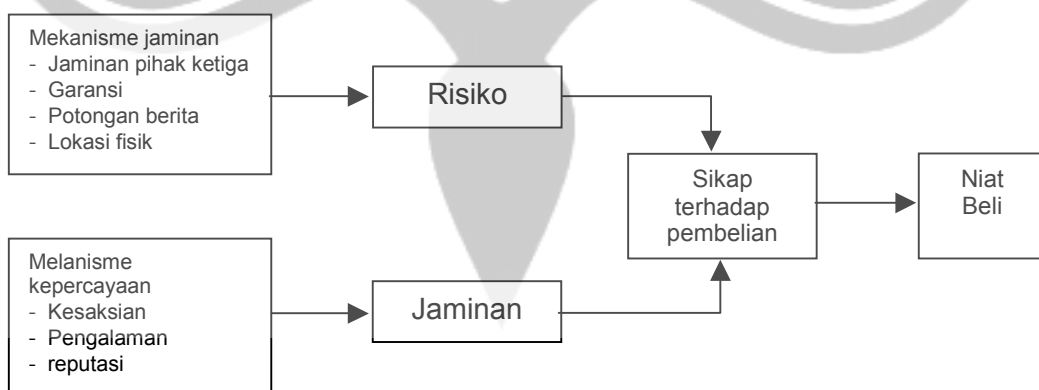 Mekanisme jaminan
- Jaminan pihak ketiga
- Garansi
- Potongan berita
- Lokasi fisik
Risiko
Sikap
terhadap
pembelian
Niat
Beli
Melanisme
kepercayaan
- Kesaksian
- Pengalaman
- reputasi
Jaminan